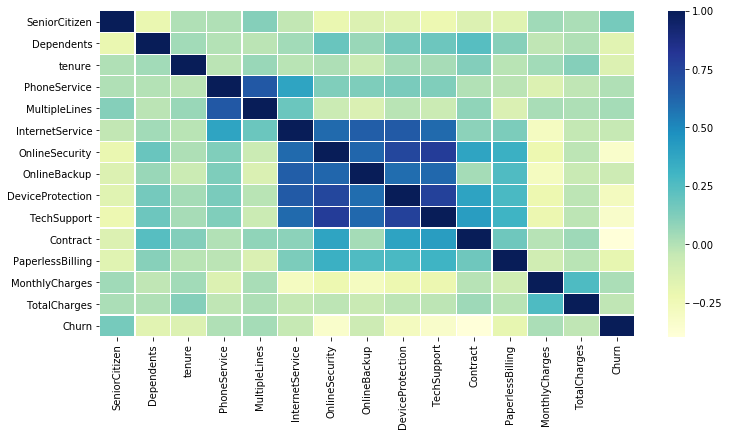 SeniorCitizen
Dependents
tenure
PhoneService
MultipleLines
InternetService
OnlineSecurity
OnlineBackup
DeviceProtection
TechSupport
Contract
PaperlessBilling
MonthlyCharges
TotalCharges
Churn
SeniorCitizen
Dependents
tenure
PhoneService
MultipleLines
InternetService
OnlineSecurity
OnlineBackup
DeviceProtection
TechSupport
Contract
PaperlessBilling
MonthlyCharges
TotalCharges
Churn
1.00
0.75
0.50
0.25
0.00
−0.25